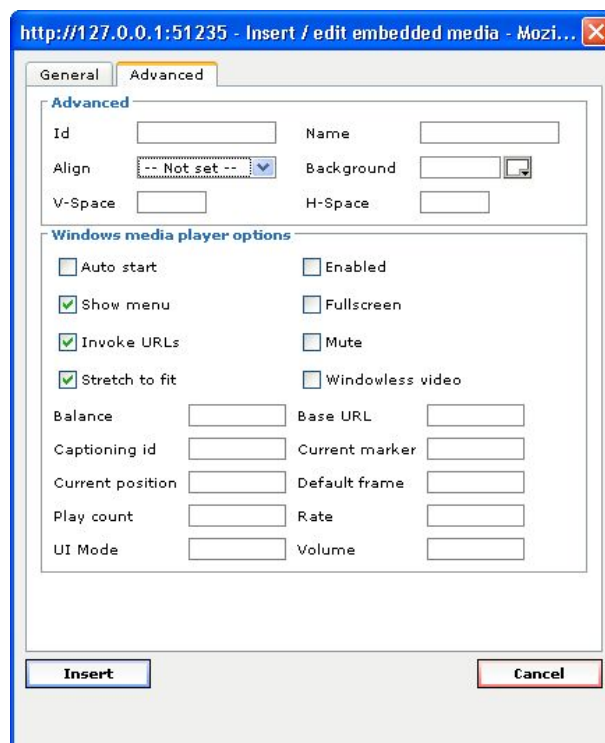 http://127.0.0.1:51235 - Insert / edit embedded media - Mozi...
General Advanced
Advanced
Id Name
Align -- Not set -- Background
V-Space H-Space
Windows media player options
Auto start Enabled
Show menu Fullscreen
Invoke URLs Mute
Stretch to fit Windowless video
Balance Base URL
Captioning id Current marker
Current position Default frame
Play count Rate
UI Mode Volume
Insert Cancel